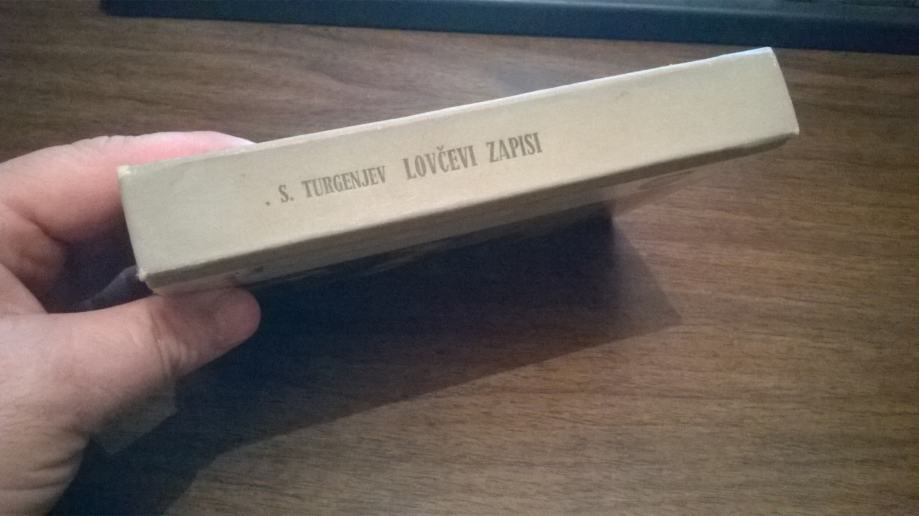 . S. TURGENJEV LOVČEVI ZAPISI